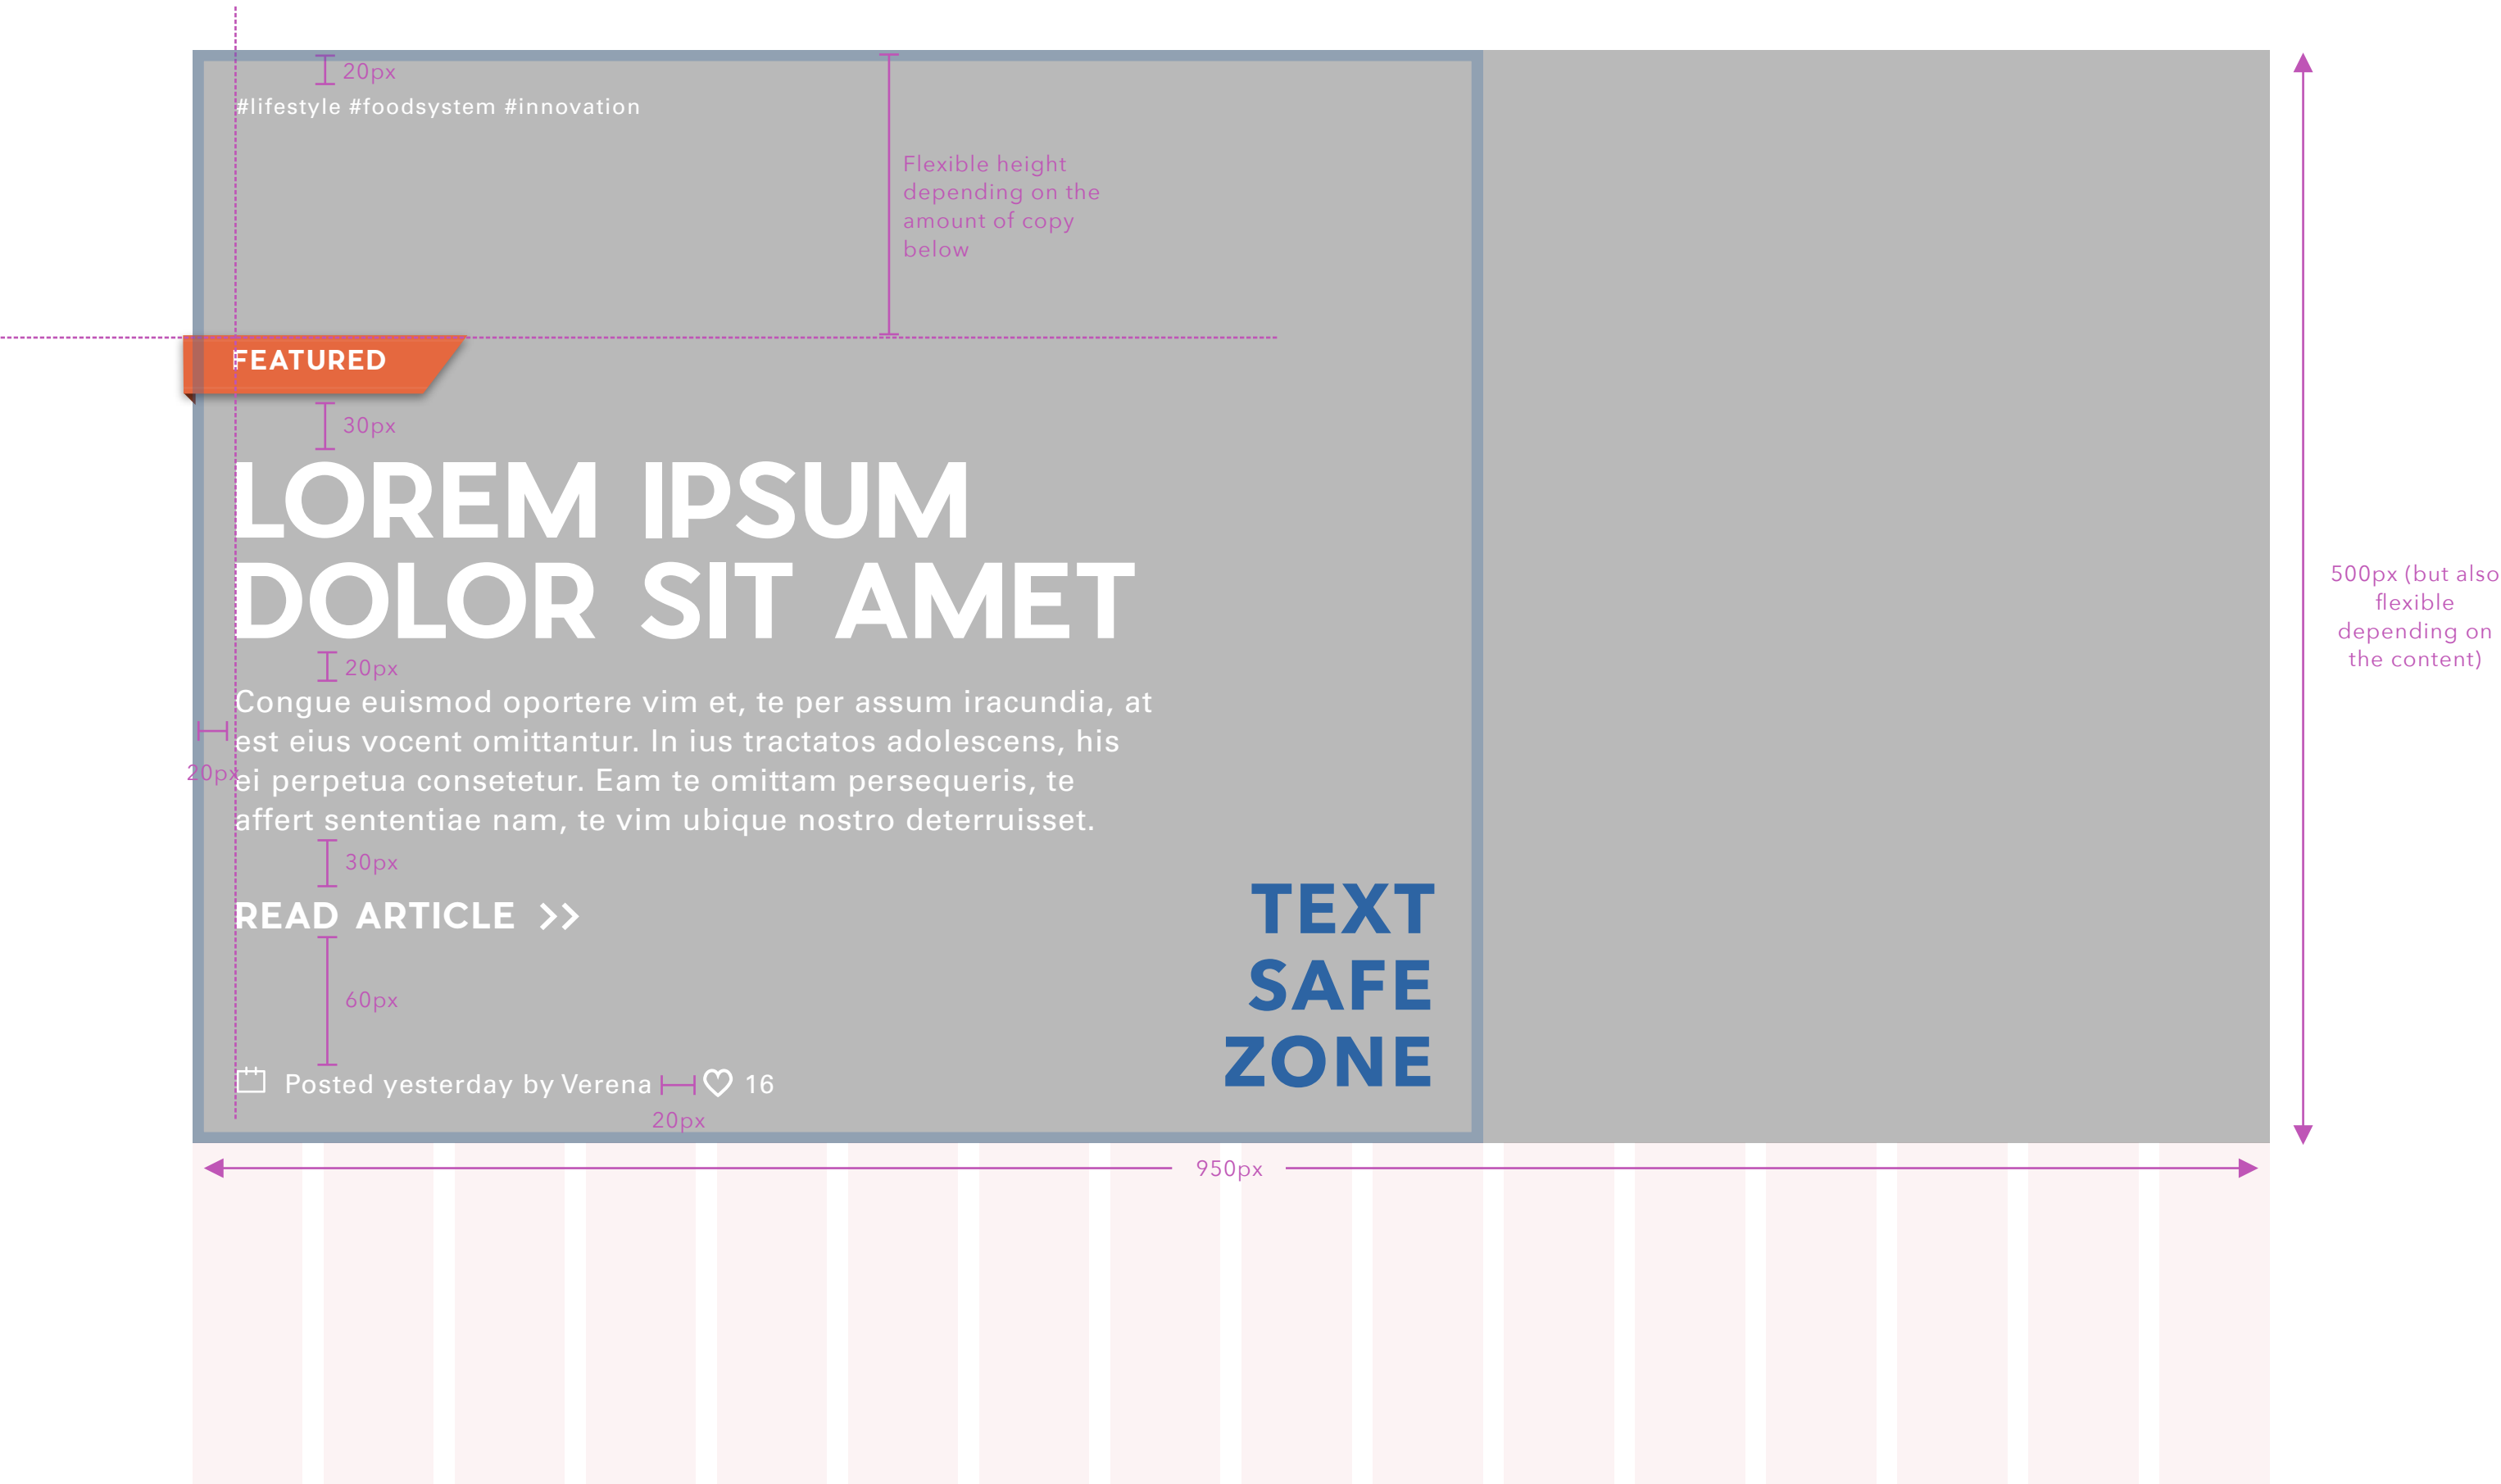 20px
#lifestyle #foodsystem #innovation
Flexible height
depending on the
amount of copy
below
FEATURED
30px
LOREM IPSUM
DOLOR SIT AMET
20px
Congue euismod oportere vim et, te per assum iracundia, at
est eius vocent omittantur. In ius tractatos adolescens, his
ei perpetua consetetur. Eam te omittam persequeris, te
affert sententiae nam, te vim ubique nostro deterruisset.
20px
30px
READ ARTICLE >>
60px
Posted yesterday by Verena
16
20px
TEXT
SAFE
ZONE
500px (but also
flexible
depending on
the content)
950px